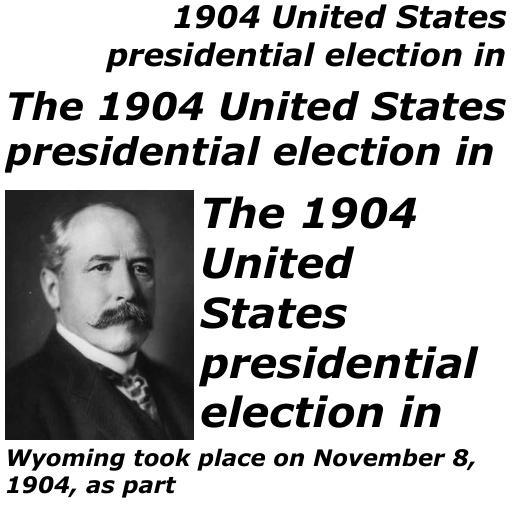 1904 United States
presidential election in
The 1904 United States
presidential election in
The 1904
United
States
presidential
election in
Wyoming took place on November 8,
1904, as part